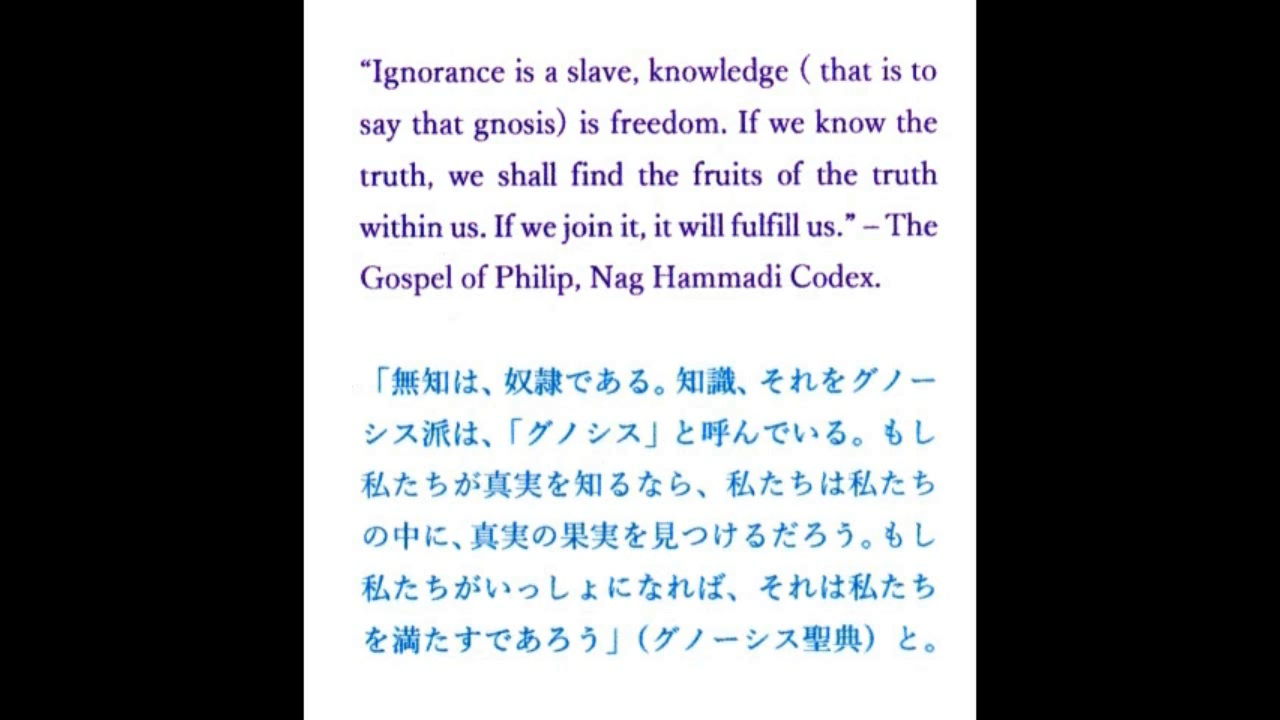 “Ignorance is a slave, knowledge ( that is to
say that gnosis) is freedom. If we know the
truth, we shall find the fruits of the truth
within us. If we join it, it will fulfill us.” – The
Gospel of Philip, Nag Hammadi Codex.
「無知は、奴隷である。知識、それをグノー
シス派は、「グノシス」と呼んでいる。もし
私たちが真実を知るなら、私たちは私たち
の中に、真実の果実を見つけるだろう。もし
私たちがいっしょになれば、それは私たち
を満たすであろう」（グノーシス聖典）と。